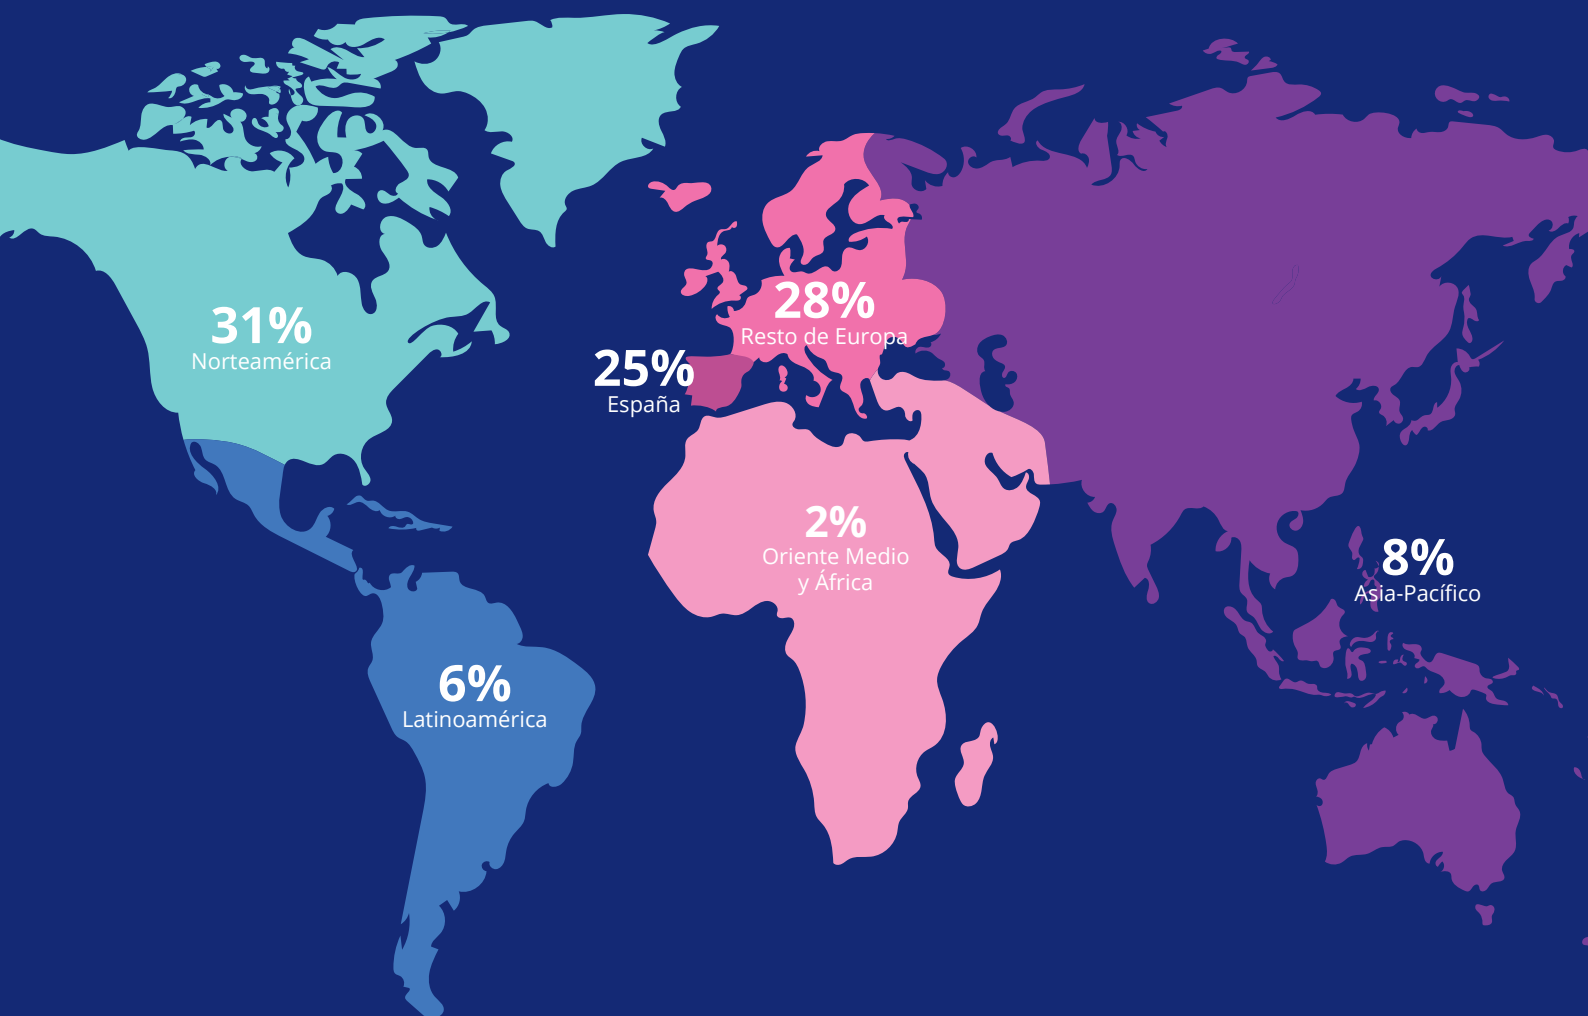 31%
Norteamérica
28%
Resto de Europa
25%
España
2%
Oriente Medio
y África
8%
Asia-Pacífico
6%
Latinoamérica